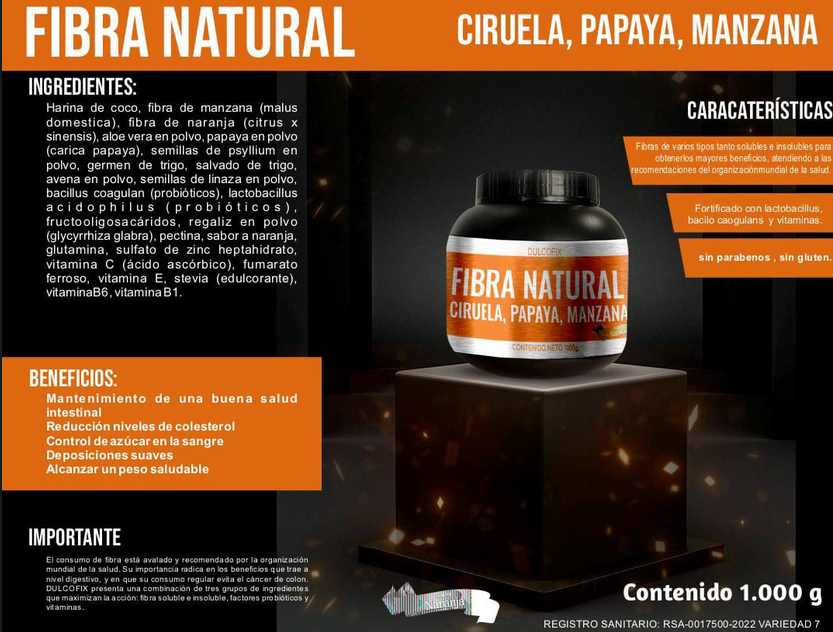 FIBRA NATURAL
CIRUELA, PAPAYA, MANZANA
INGREDIENTES:
Harina de coco, fibra de manzana (malus
domestica), fibra de naranja (citrus x
sinensis), aloe vera en polvo, papaya en polvo
(carica papaya), semillas de psyllium en
polvo, germen de trigo, salvado de trigo,
avena en polvo, semillas de linaza en polvo,
bacillus coagulan (probióticos), lactobacillus
acidophilus (probióticos),
fructooligosacáridos, regaliz en polvo
(glycyrrhiza glabra), pectina, sabor a naranja,
glutamina, sulfato de zinc heptahidrato,
vitamina C (ácido ascórbico), fumarato
ferroso, vitamina E, stevia (edulcorante),
vitaminaB6, vitamina B1.
BENEFICIOS:
Mantenimiento de una buena salud
intestinal
Reducción niveles de colesterol
Control de azúcar en la sangre
Deposiciones suaves
Alcanzar un peso saludable
IMPORTANTE
El consumo de fibra está avalado y recomendado por la organización
mundial de la salud. Su importancia radica en los beneficios que trae a
nivel digestivo, y en que su consumo regular evita el cáncer de colon.
DULCOFIX presenta una combinación de tres grupos de ingredientes
que maximizan la acción: fibra soluble e insoluble, factores probióticos y
vitaminas.
CARACATERÍSTICAS
Fibras de varios tipos tanto solubles e insolubles para
obtenerlos mayores beneficios, atendiendo a las
recomendaciones del organizaciónmundial de la salud.
Fortificado con lactobacillus,
bacilo caogulans y vitaminas.
sin parabenos , sin gluten.
DULCOFIX
FIBRA NATURAL
CIRUELA, PAPAYA, MANZANA
CONTENIDO NETO 1000g
Naranja
Contenido 1.000 g
REGISTRO SANITARIO: RSA-0017500-2022 VARIEDAD 7